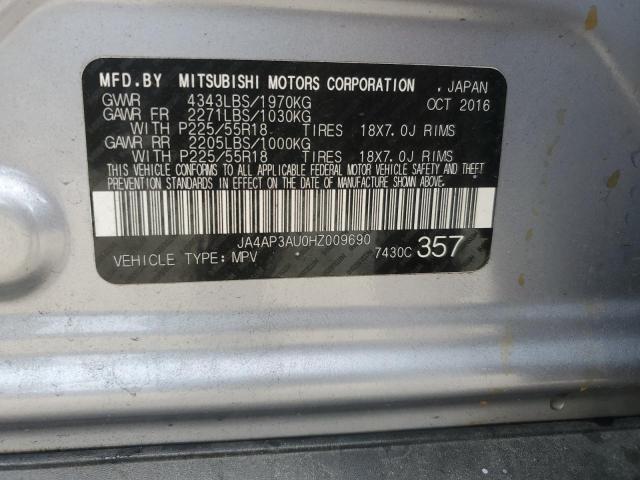 MFD.BY MITSUBISHI MOTORS CORPORATION , JAPAN
GVWR 4343LBS/1970KG OCT 2016
GAWR FR 2271LBS/1030KG
WITH P225/55R18 TIRES 18X7.0J RIMS
GAWR RR 2205LBS/1000KG
WITH P225/55R18 TIRES 18X7.0J RIMS
THIS VEHICLE CONFORMS TO ALL APPLICABLE FEDERAL MOTOR VEHICLE SAFETY AND THEFT
PREVENTION STANDARDS IN EFFECT ON THE DATE OF MANUFACTURE SHOWN ABOVE.
JA4AP3AU0HZ009690
VEHICLE TYPE: MPV 7430C 357